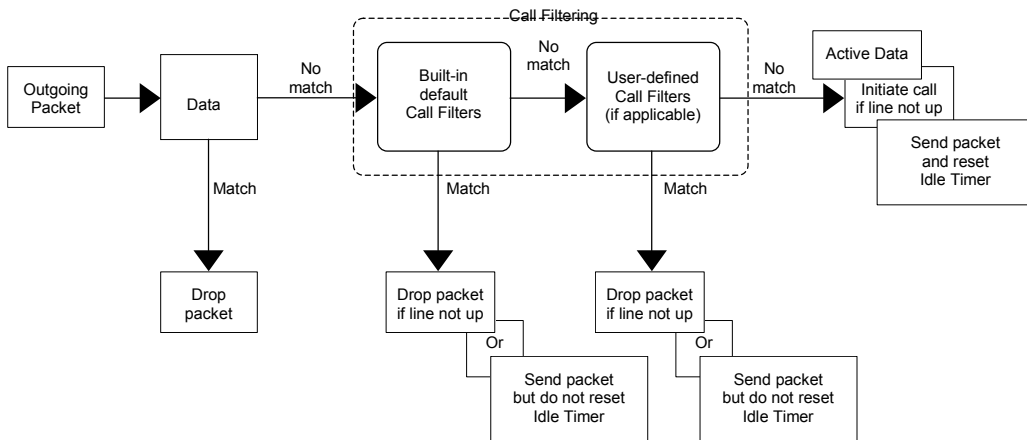 Call Filtering
Outgoing
Packet
Data
No
match
Built-in
default
Call Filters
No
match
User-defined
Call Filters
(if applicable)
No
match
Active Data
Initiate call
if line not up
Send packet
and reset
Idle Timer
Match
Match
Match
Drop
packet
Drop packet
if line not up
Or
Send packet
but do not reset
Idle Timer
Drop packet
if line not up
Or
Send packet
but do not reset
Idle Timer